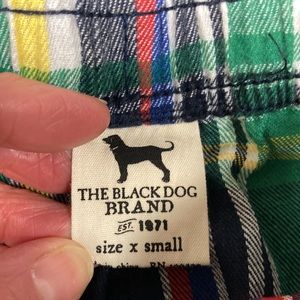 THE BLACK DOG
BRAND
EST. 1971
size x small